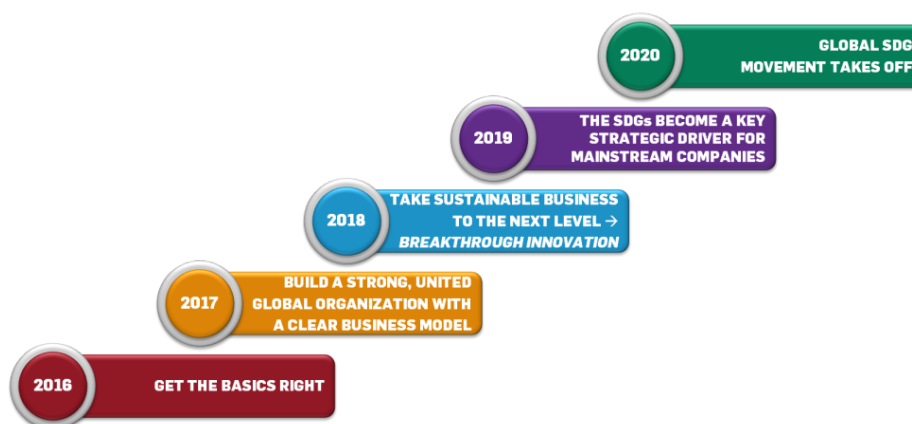 2020
GLOBAL SDG
MOVEMENT TAKES OFF
2019
THE SDGs BECOME A KEY
STRATEGIC DRIVER FOR
MAINSTREAM COMPANIES
2018
TAKE SUSTAINABLE BUSINESS
TO THE NEXT LEVEL →
BREAKTHROUGH INNOVATION
2017
BUILD A STRONG, UNITED
GLOBAL ORGANIZATION WITH
A CLEAR BUSINESS MODEL
2016
GET THE BASICS RIGHT